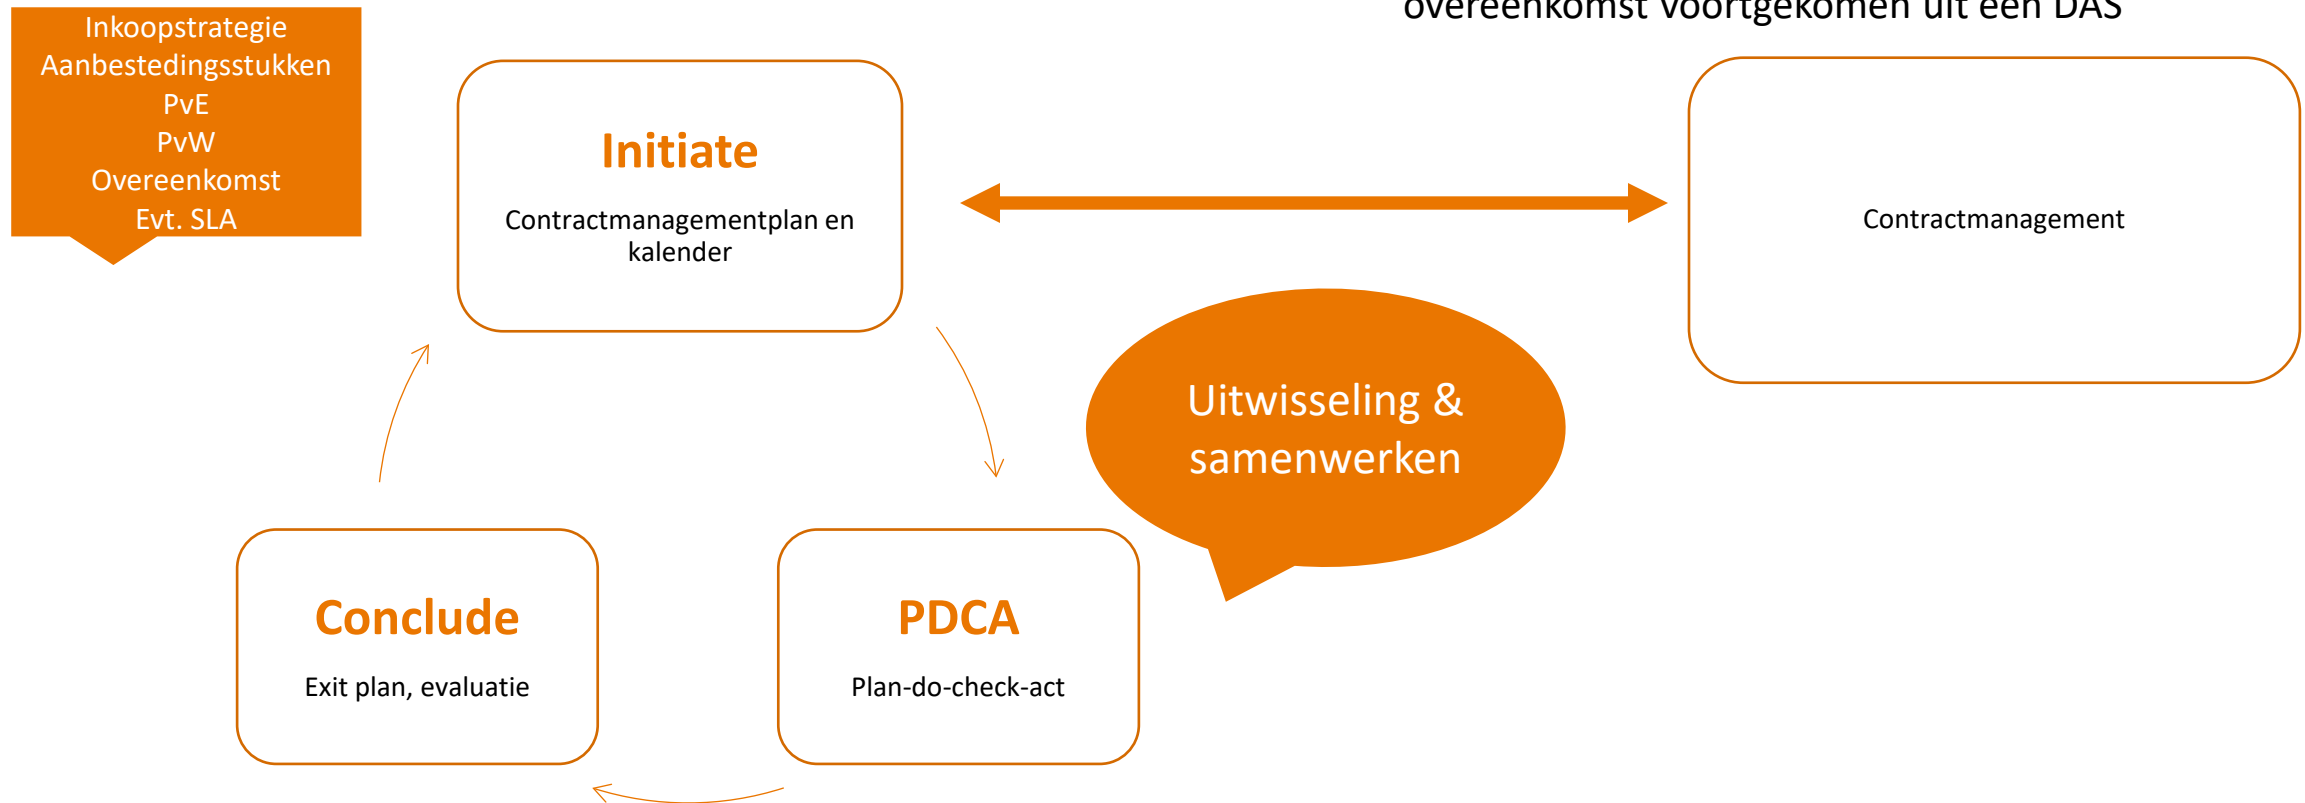 overeenkomst voortgekomen uit een DAS
Inkoopstrategie
Aanbestedingsstukken
PvE
PvW
Overeenkomst
Evt. SLA
Initiate
Contractmanagementplan en
kalender
Contractmanagement
Uitwisseling &
samenwerken
Conclude
Exit plan, evaluatie
PDCA
Plan-do-check-act